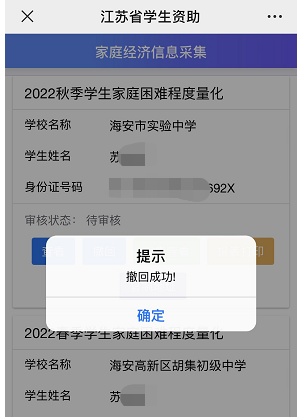 江苏省学生资助
家庭经济信息采集
2022秋季学生家庭困难程度量化
学校名称 海安市实验中学
学生姓名 苏
身份证号码 692X
审核状态： 待审核
印
提示
撤回成功!
确定
2022春季学生家庭困难程度量化
学校名称 海安高新区胡集初级中学
学生姓名 苏